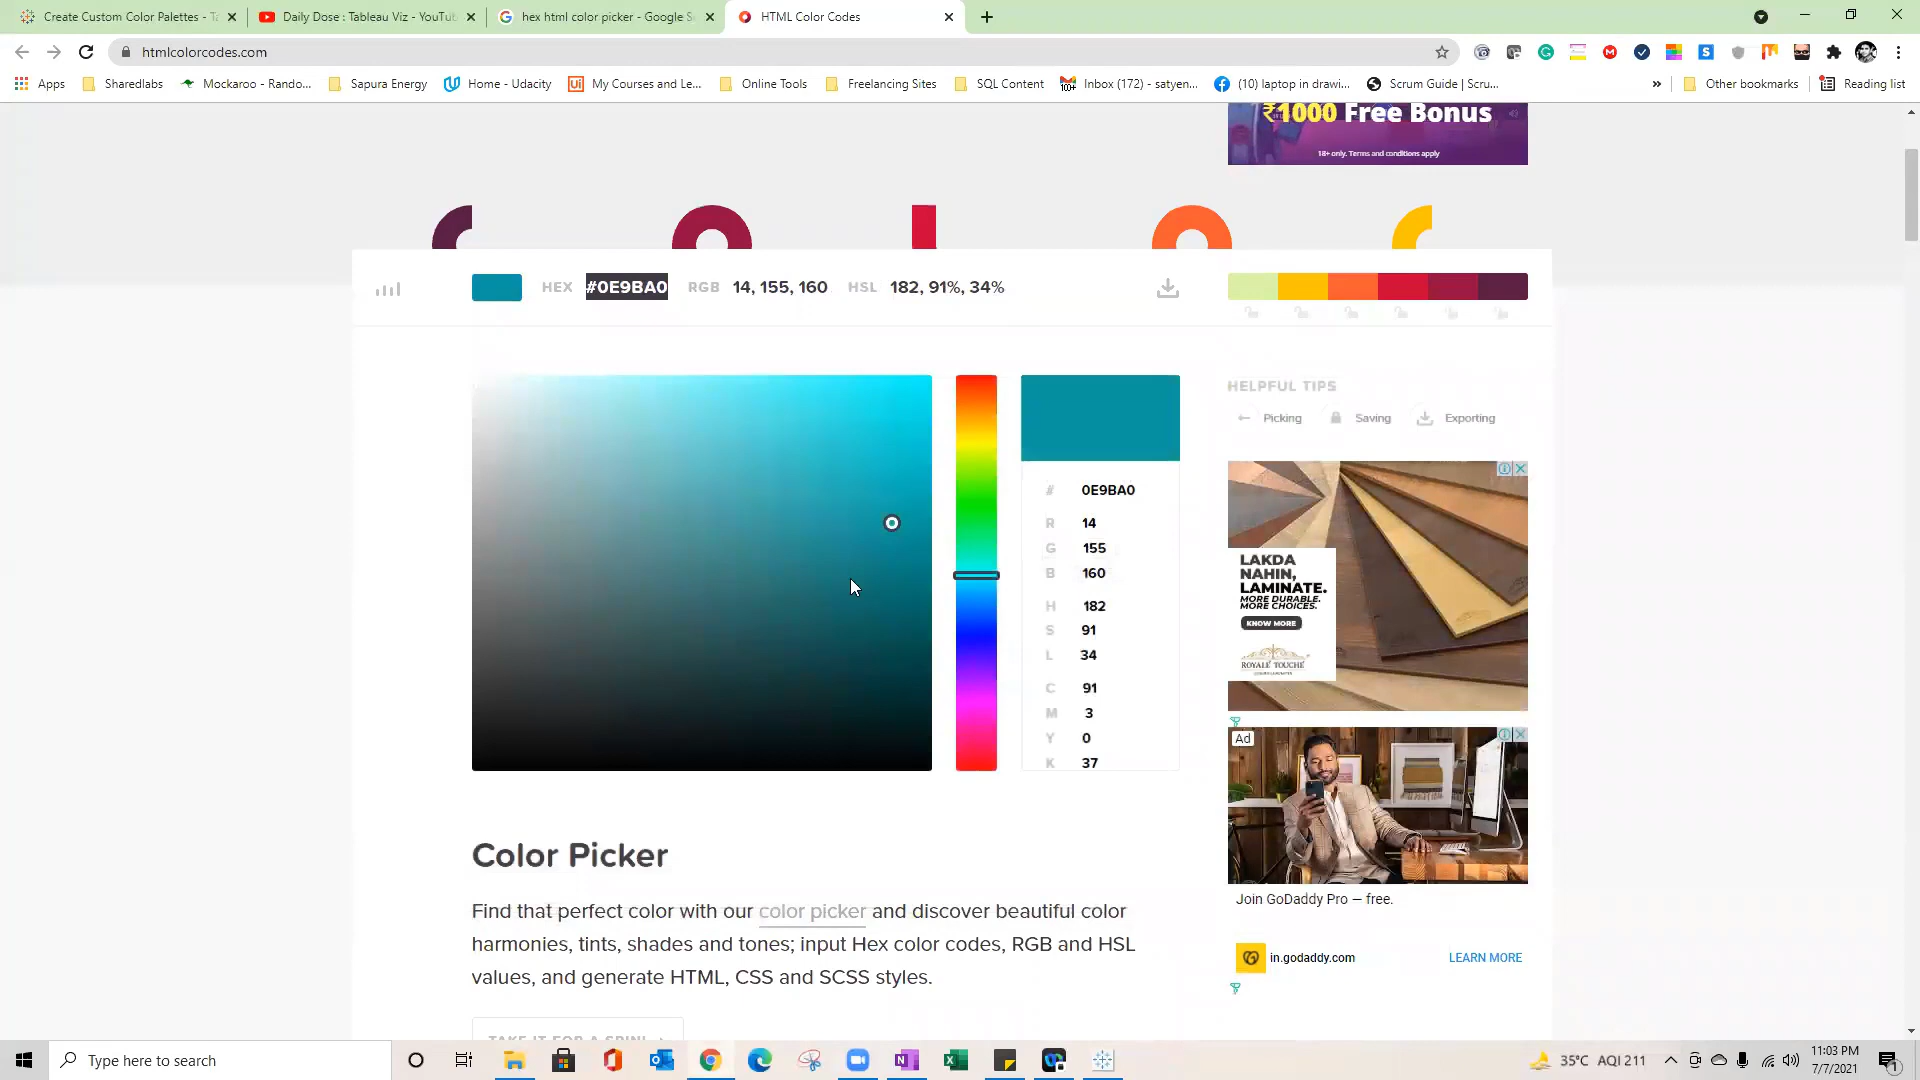 Create Custom Color Palettes - Ta
Daily Dose : Tableau Viz - YouTub
hex html color picker - Google Se
HTML Color Codes
htmlcolorcodes.com
Apps
Sharedlabs
Mockaroo - Rando...
Sapura Energy
Home - Udacity
My Courses and Le...
Online Tools
Freelancing Sites
SQL Content
Inbox (172) - satyen...
(10) laptop in drawi...
Scrum Guide | Scru...
»
Other bookmarks
Reading list
₹1000 Free Bonus
18+ only. Terms and conditions apply
HEX #0E9BA0 RGB 14, 155, 160 HSL 182, 91%, 34%
HELPFUL TIPS
Picking
Saving
Exporting
# 0E9BA0
R 14
G 155
B 160
H 182
S 91
L 34
C 91
M 3
Y 0
K 37
LAKDA
NAHIN,
LAMINATE.
MORE DURABLE.
MORE CHOICES.
KNOW MORE
ROYALÉ TOUCHÉ
Ad
Join GoDaddy Pro — free.
in.godaddy.com
LEARN MORE
Color Picker
Find that perfect color with our color picker and discover beautiful color
harmonies, tints, shades and tones; input Hex color codes, RGB and HSL
values, and generate HTML, CSS and SCSS styles.
TAKE IT FOR A SPIN!
Type here to search
35°C AQI 211
11:03 PM
7/7/2021